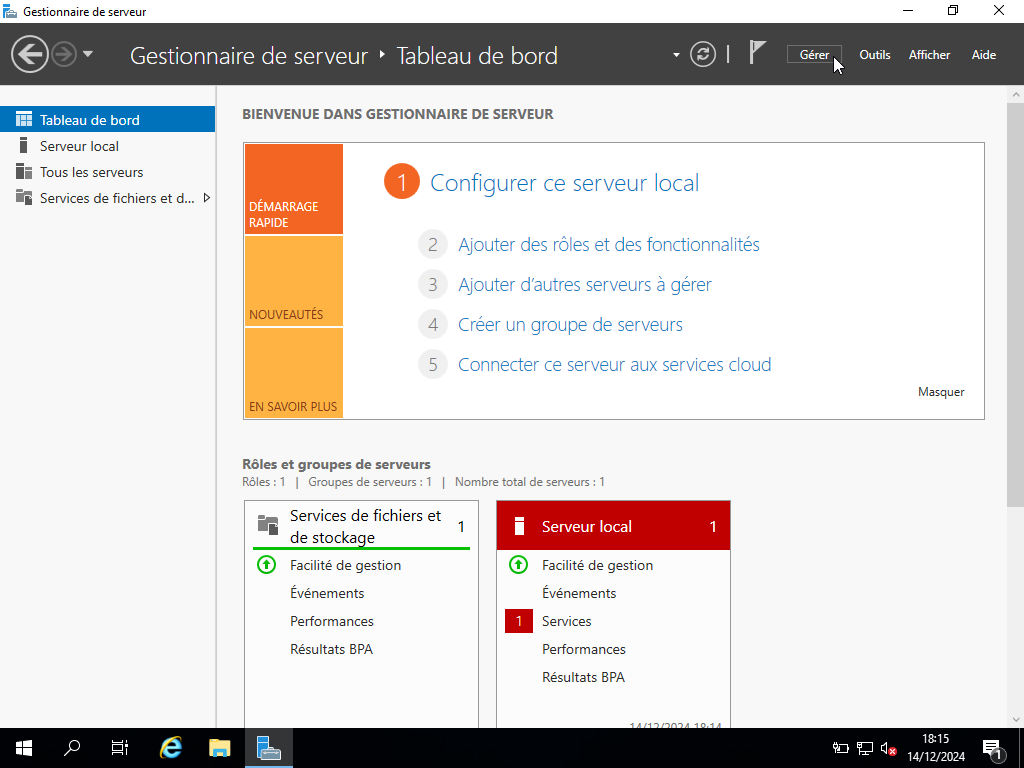 Gestionnaire de serveur
Gestionnaire de serveur ‣ Tableau de bord
Gérer
Outils
Afficher
Aide
Tableau de bord
Serveur local
Tous les serveurs
Services de fichiers et d...
BIENVENUE DANS GESTIONNAIRE DE SERVEUR
DÉMARRAGE
RAPIDE
NOUVEAUTÉS
EN SAVOIR PLUS
1 Configurer ce serveur local
2 Ajouter des rôles et des fonctionnalités
3 Ajouter d’autres serveurs à gérer
4 Créer un groupe de serveurs
5 Connecter ce serveur aux services cloud
Masquer
Rôles et groupes de serveurs
Rôles : 1 | Groupes de serveurs : 1 | Nombre total de serveurs : 1
Services de fichiers et
de stockage
1
Facilité de gestion
Événements
Performances
Résultats BPA
Serveur local 1
Facilité de gestion
Événements
1 Services
Performances
Résultats BPA
14/12/2024 18:14
18:15
14/12/2024
1